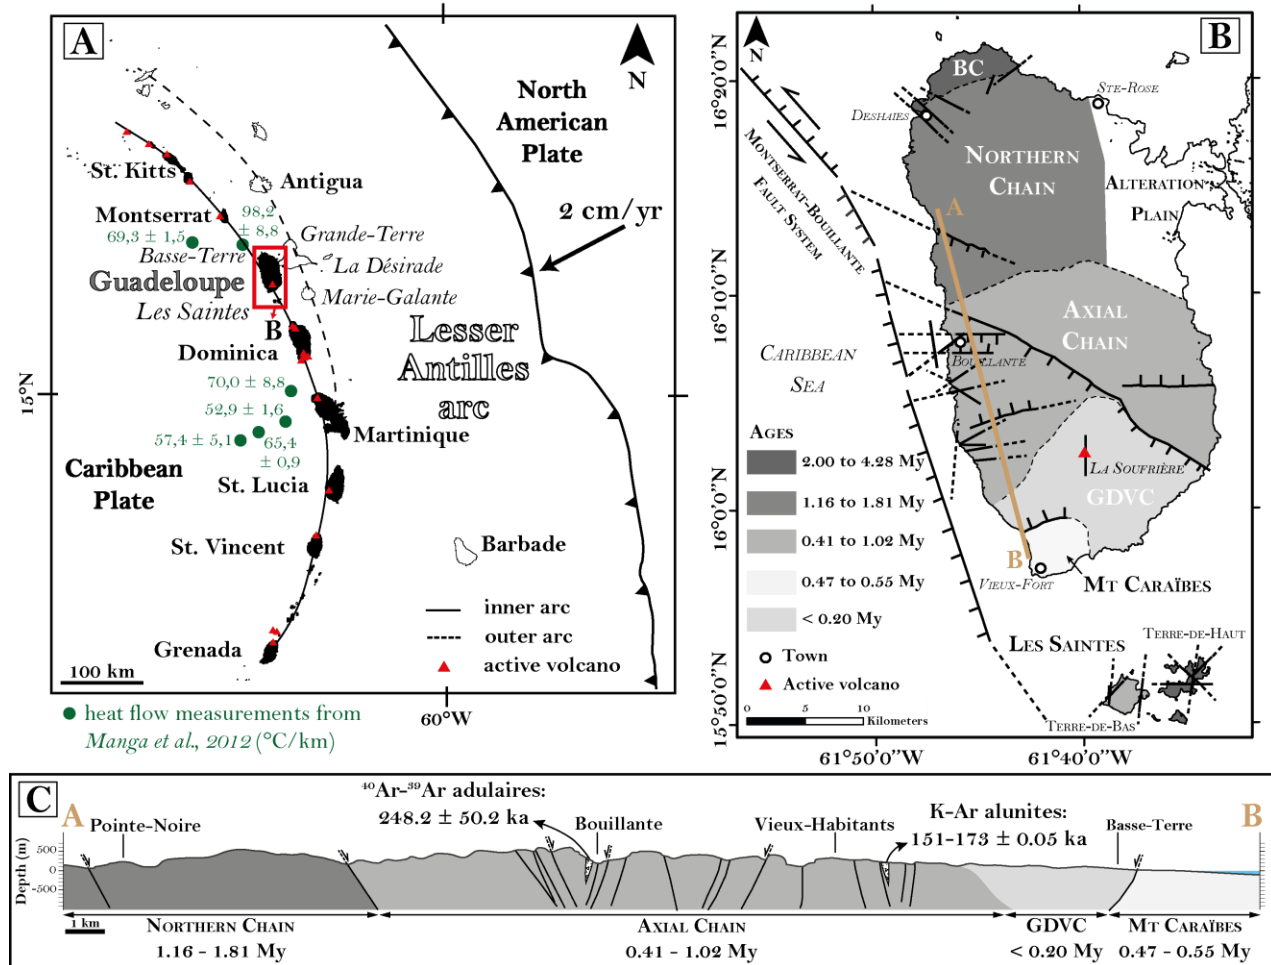 A
N
North
American
Plate
St. Kitts
Antigua
2 cm/yr
Montserrat
98,2
± 8,8
69,3 ± 1,5
Grande-Terre
Basse-Terre
La Désirade
Guadeloupe
Marie-Galante
Les Saintes
B
Lesser
Antilles
arc
Dominica
15°N
70,0 ± 8,8
52,9 ± 1,6
57,4 ± 5,1
65,4
± 0,9
Martinique
Caribbean
Plate
St. Lucia
St. Vincent
Barbade
inner arc
outer arc
active volcano
Grenada
100 km
60°W
heat flow measurements from
Manga et al., 2012 (°C/km)
B
N
16°20'0"N
16°10'0"N
16°0'0"N
15°50'0"N
BC
Ste-Rose
Deshaies
Northern
Chain
Alteration
Plain
Montserrat-Bouillante
Fault System
A
Axial
Chain
Caribbean
Sea
Bouillante
Ages
2.00 to 4.28 My
1.16 to 1.81 My
0.41 to 1.02 My
0.47 to 0.55 My
< 0.20 My
La Soufrière
GDVC
B
Vieux-Fort
Mt Caraïbes
Les Saintes
Terre-de-Haut
Terre-de-Bas
Town
Active volcano
0 5 10
Kilometers
61°50'0"W
61°40'0"W
C
A
Pointe-Noire
⁴⁰Ar-³⁹Ar adulaires:
248.2 ± 50.2 ka
Bouillante
Vieux-Habitants
K-Ar alunites:
151-173 ± 0.05 ka
Basse-Terre
B
Depth (m)
500
0
-500
1 km
Northern Chain
1.16 - 1.81 My
Axial Chain
0.41 - 1.02 My
GDVC
< 0.20 My
Mt Caraïbes
0.47 - 0.55 My